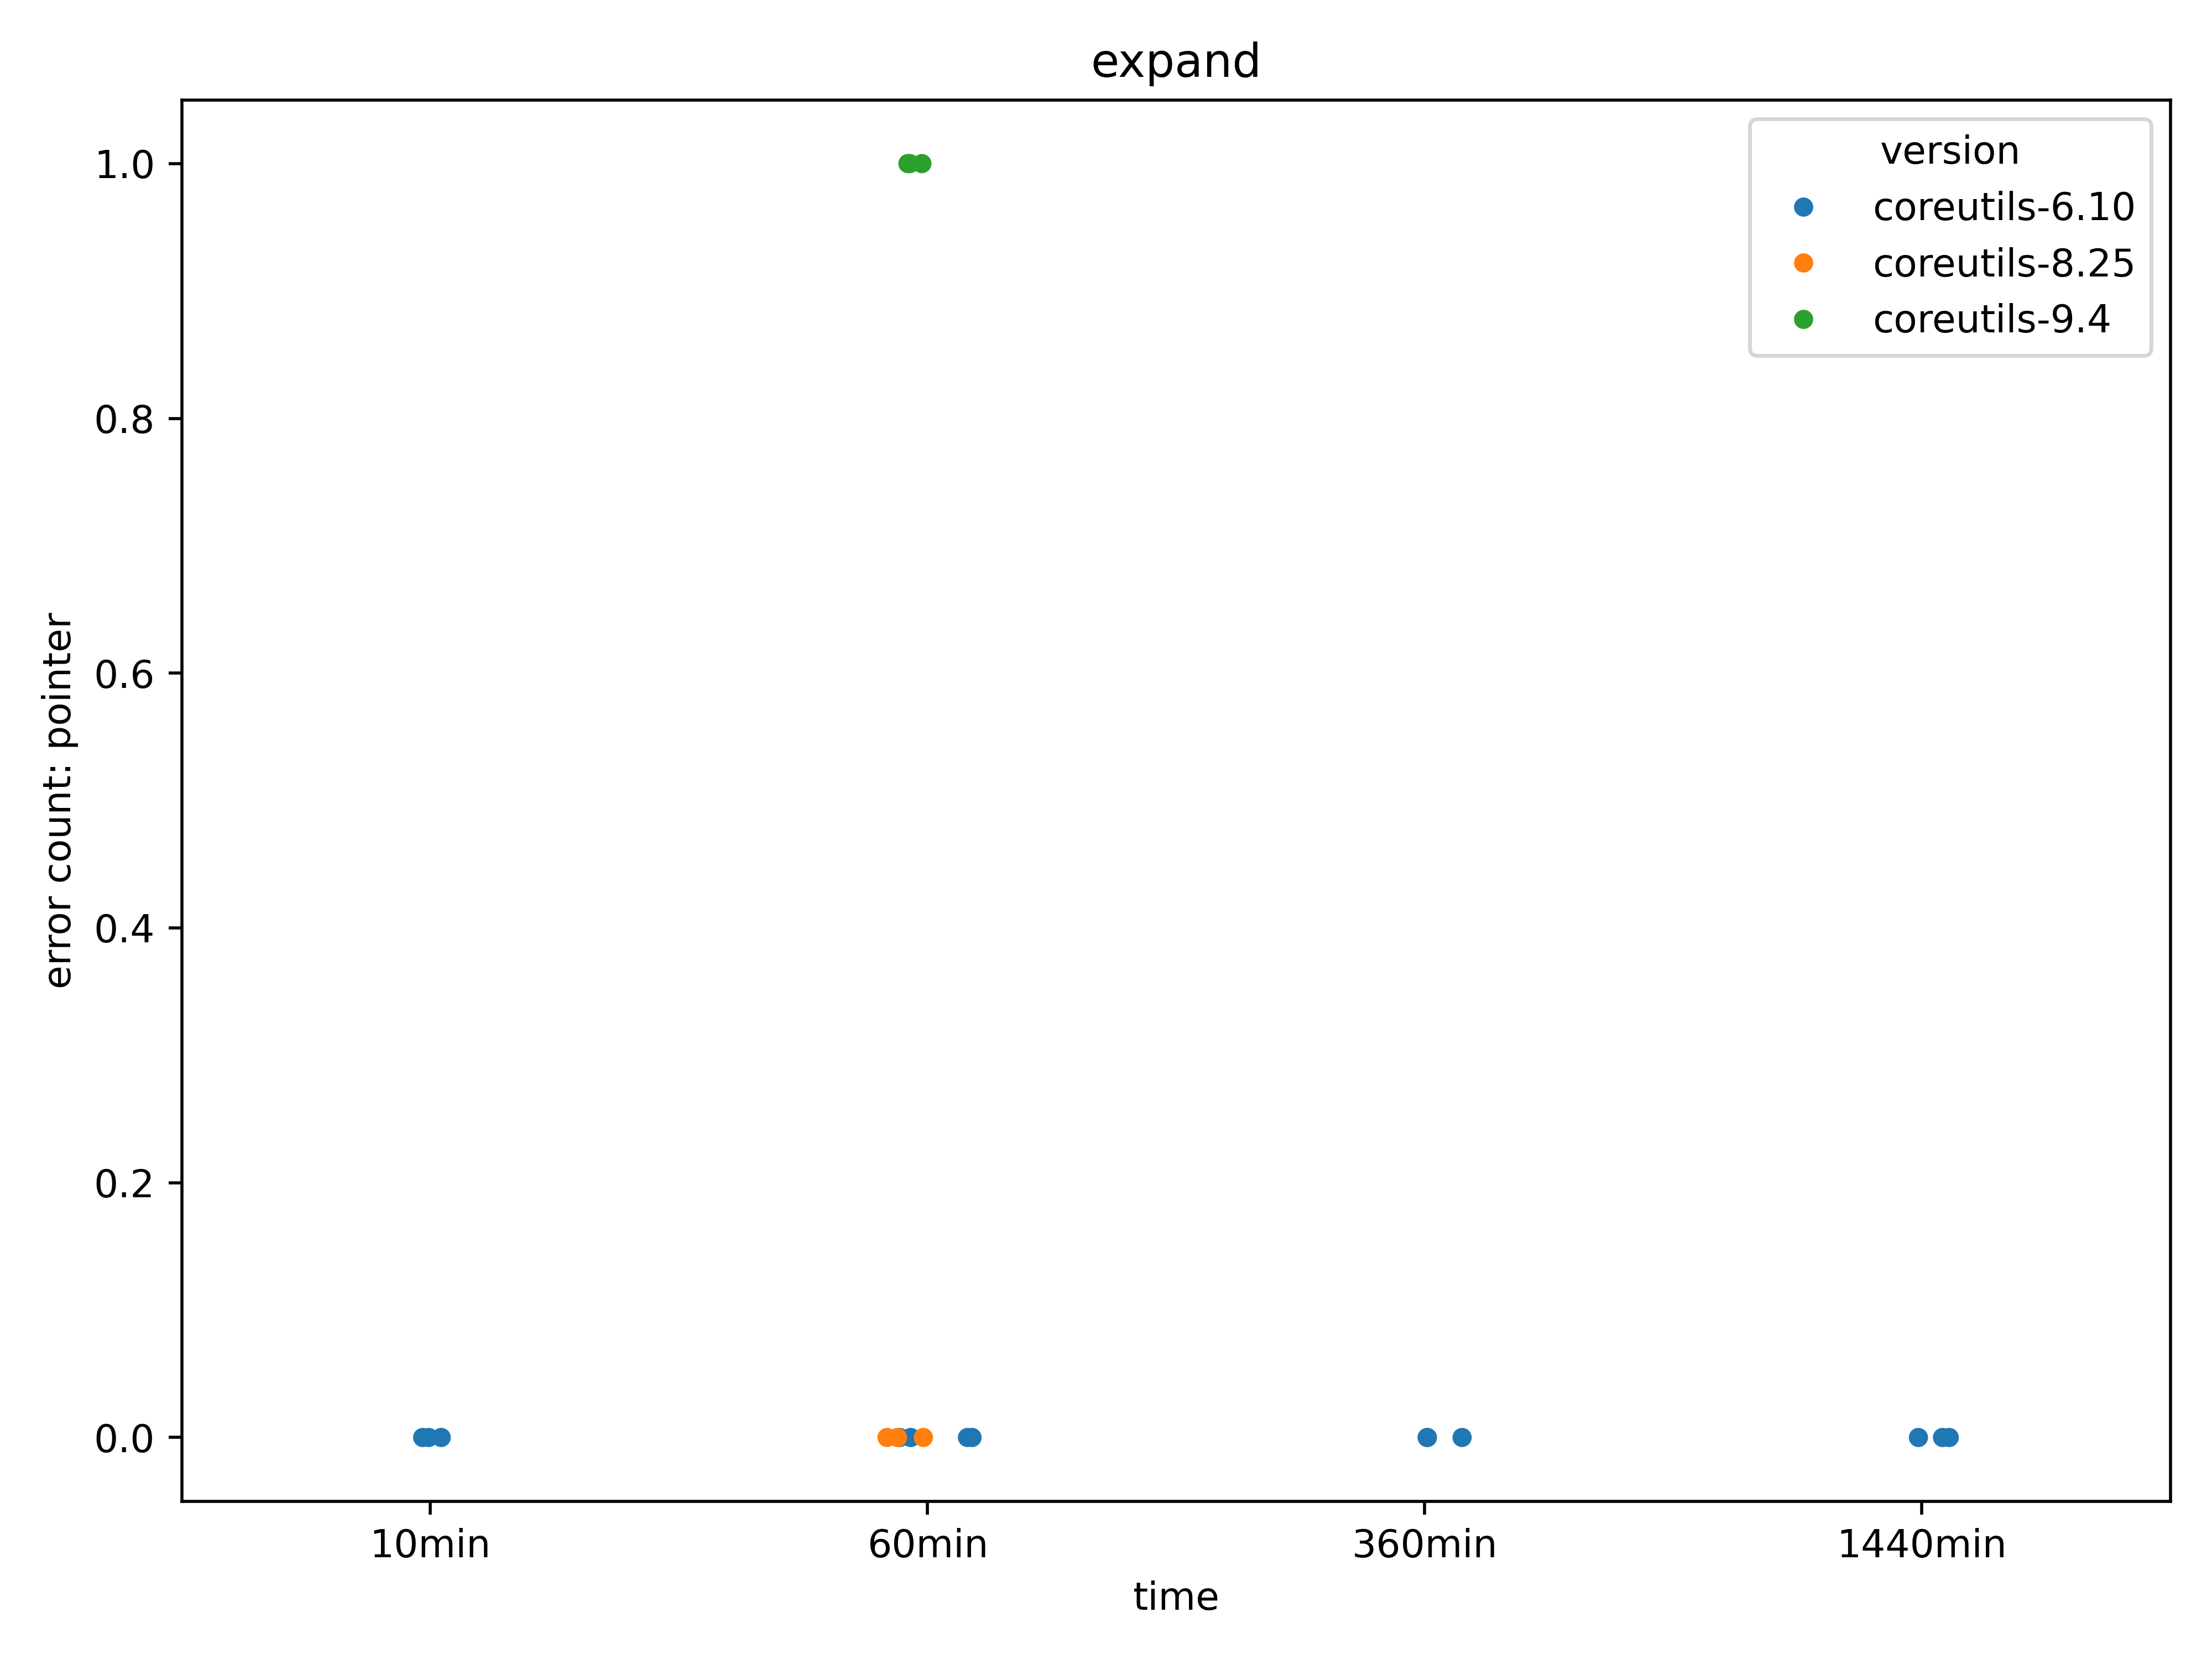 expand
version
coreutils-6.10
coreutils-8.25
coreutils-9.4
error count: pointer
1.0
0.8
0.6
0.4
0.2
0.0
10min
60min
360min
1440min
time